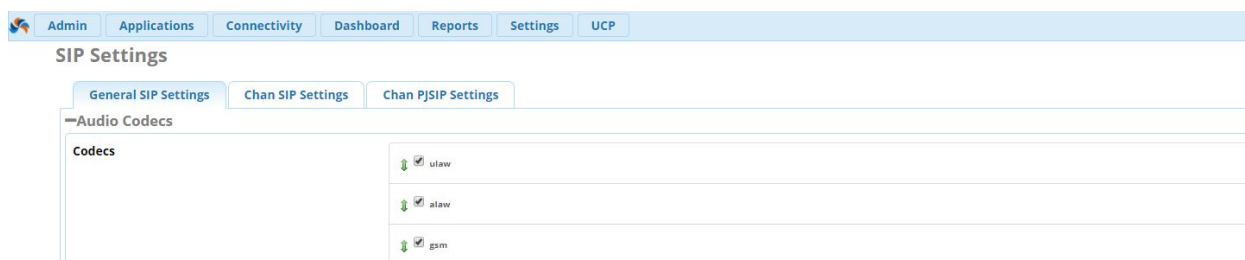 Admin Applications Connectivity Dashboard Reports Settings UCP
SIP Settings
General SIP Settings Chan SIP Settings Chan PJSIP Settings
Audio Codecs
Codecs
ulaw
alaw
gsm